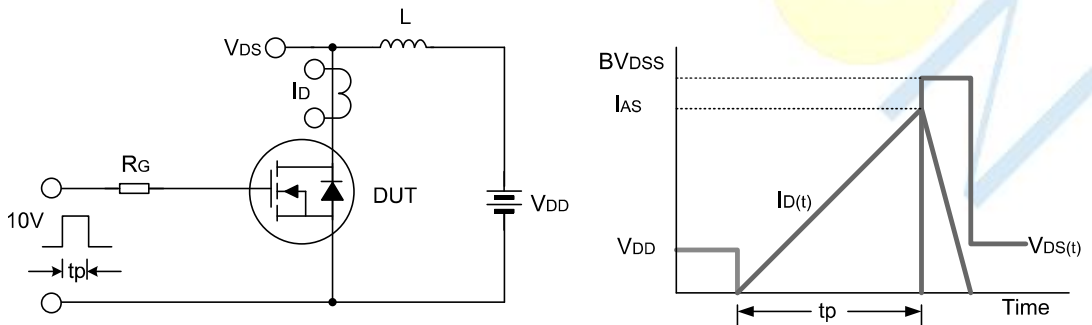 VDS
L
ID
RG
DUT
VDD
10V
tp
BVDSS
IAS
ID(t)
VDD
VDS(t)
tp
Time